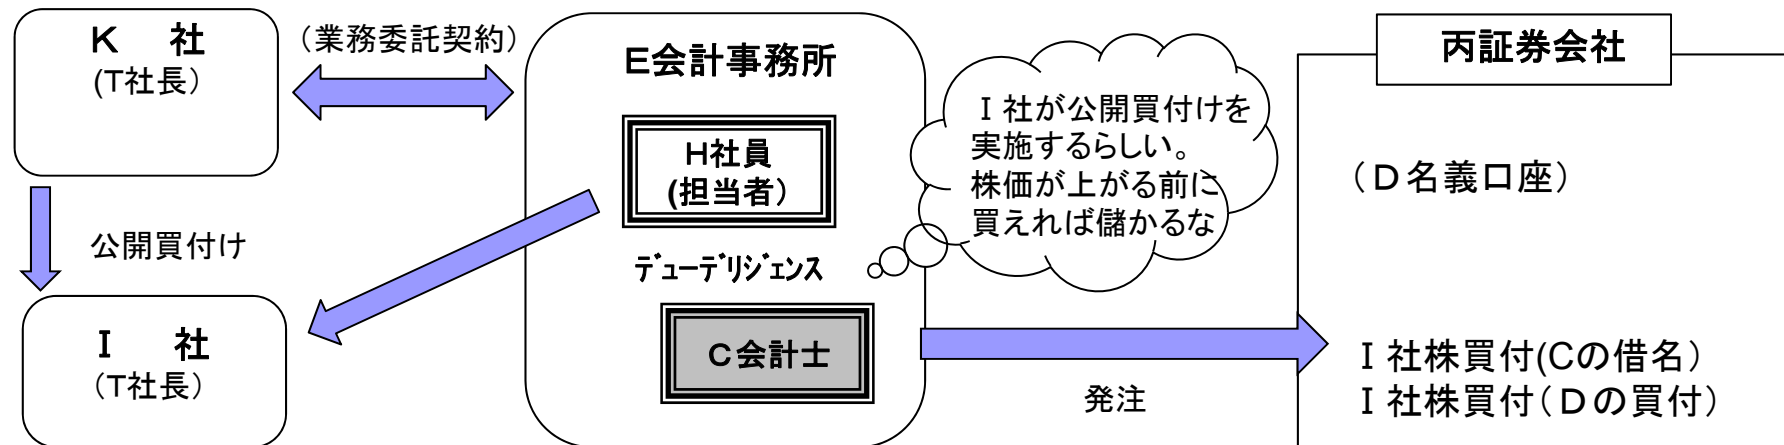 K 社
(T社長)
(業務委託契約)
公開買付け
I 社
(T社長)
E会計事務所
H社員
(担当者)
デューデリジェンス
C会計士
I社が公開買付けを
実施するらしい。
株価が上がる前に
買えれば儲かるな
発注
丙証券会社
(D名義口座)
I社株買付(Cの借名)
I社株買付(Dの買付)